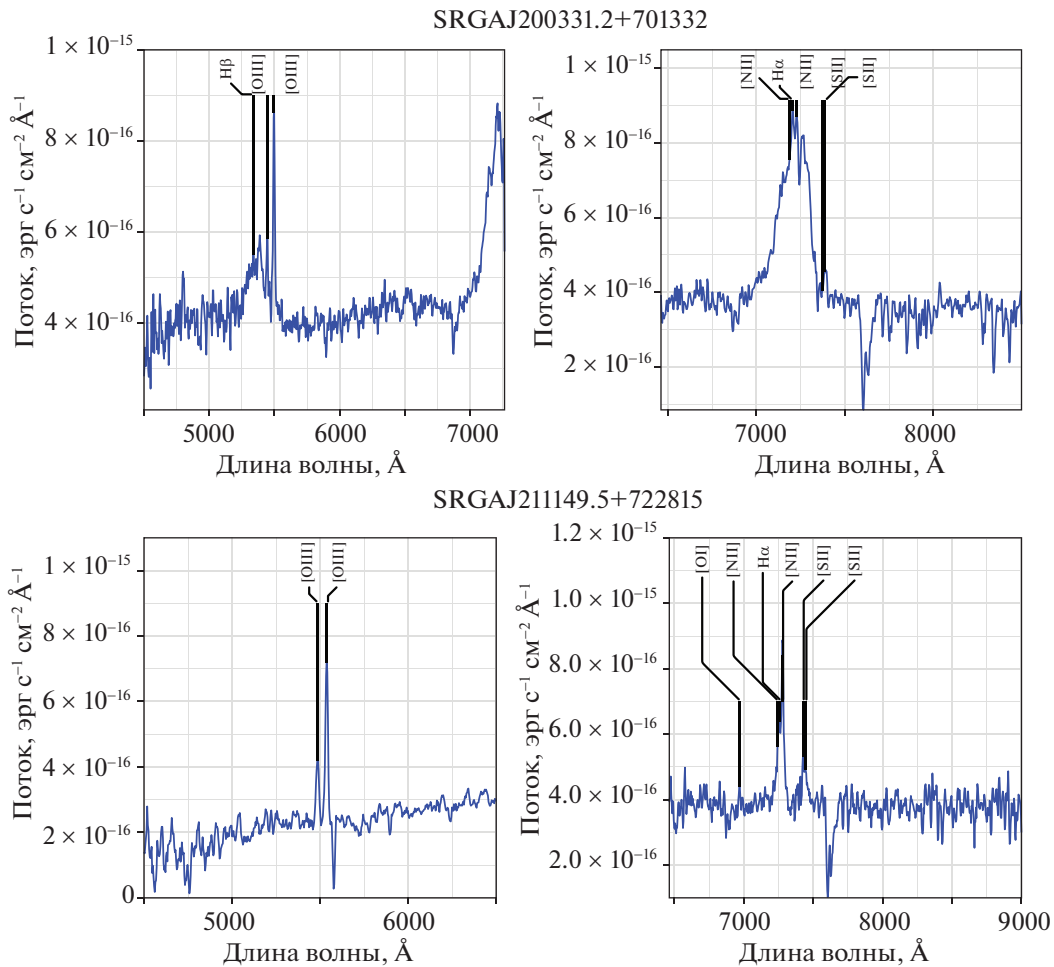 SRGAJ200331.2+701332
1 × 10⁻¹⁵
8 × 10⁻¹⁶
6 × 10⁻¹⁶
4 × 10⁻¹⁶
Поток, эрг с⁻¹ см⁻² Å⁻¹
Hβ
[OIII]
[OIII]
5000 6000 7000
Длина волны, Å
1 × 10⁻¹⁵
8 × 10⁻¹⁶
6 × 10⁻¹⁶
4 × 10⁻¹⁶
2 × 10⁻¹⁶
Поток, эрг с⁻¹ см⁻² Å⁻¹
[NII]
Hα
[NII]
[SII]
[SII]
7000 8000
Длина волны, Å
SRGAJ211149.5+722815
1 × 10⁻¹⁵
8 × 10⁻¹⁶
6 × 10⁻¹⁶
4 × 10⁻¹⁶
2 × 10⁻¹⁶
0
Поток, эрг с⁻¹ см⁻² Å⁻¹
[OIII]
[OIII]
5000 6000
Длина волны, Å
1.2 × 10⁻¹⁵
1.0 × 10⁻¹⁵
8.0 × 10⁻¹⁶
6.0 × 10⁻¹⁶
4.0 × 10⁻¹⁶
2.0 × 10⁻¹⁶
Поток, эрг с⁻¹ см⁻² Å⁻¹
[OI]
[NII]
Hα
[NII]
[SII]
[SII]
7000 8000 9000
Длина волны, Å